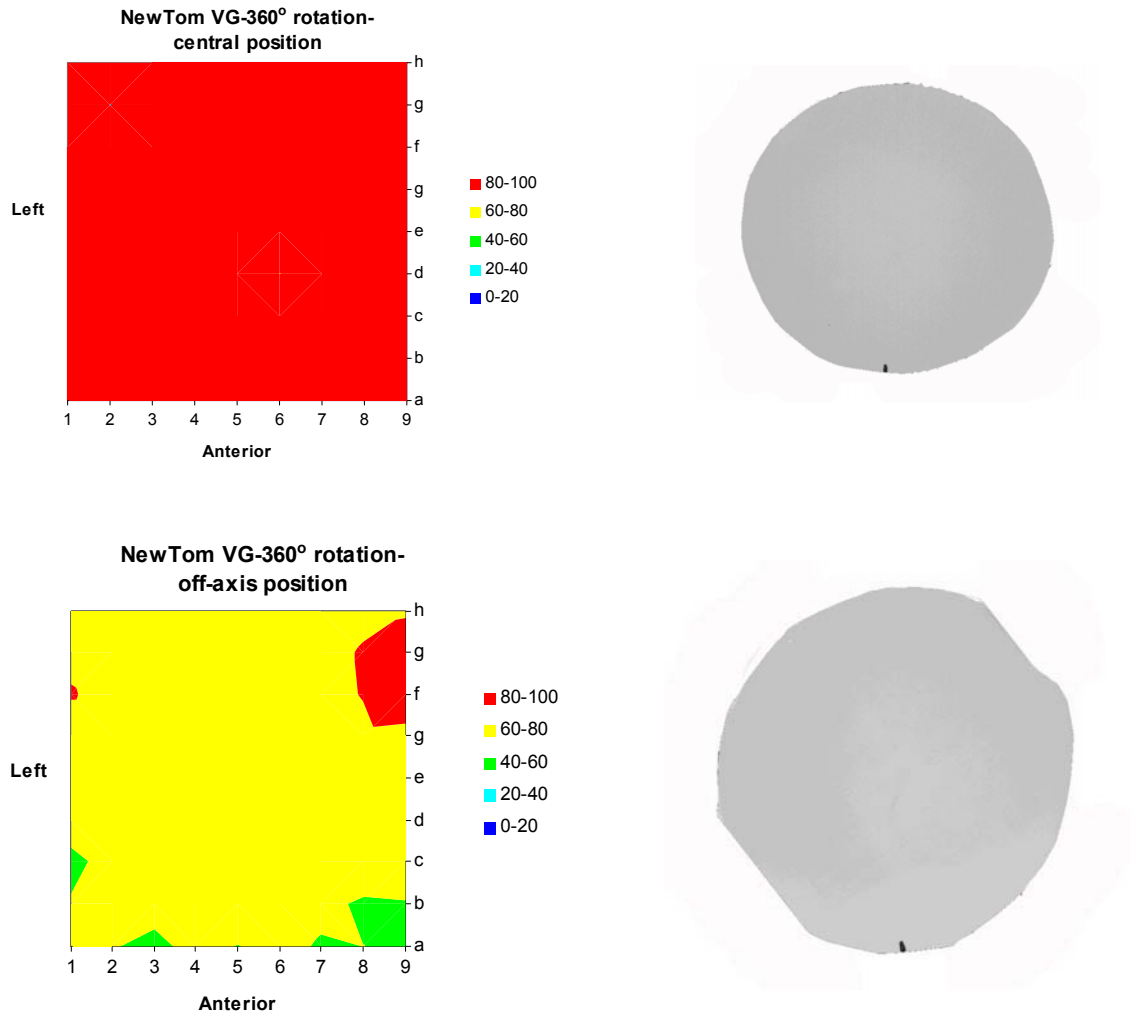 NewTom VG-360° rotation-
central position
h
g
f
g
e
d
c
b
a
Left
80-100
60-80
40-60
20-40
0-20
1 2 3 4 5 6 7 8 9
Anterior
NewTom VG-360° rotation-
off-axis position
h
g
f
g
e
d
c
b
a
Left
80-100
60-80
40-60
20-40
0-20
1 2 3 4 5 6 7 8 9
Anterior